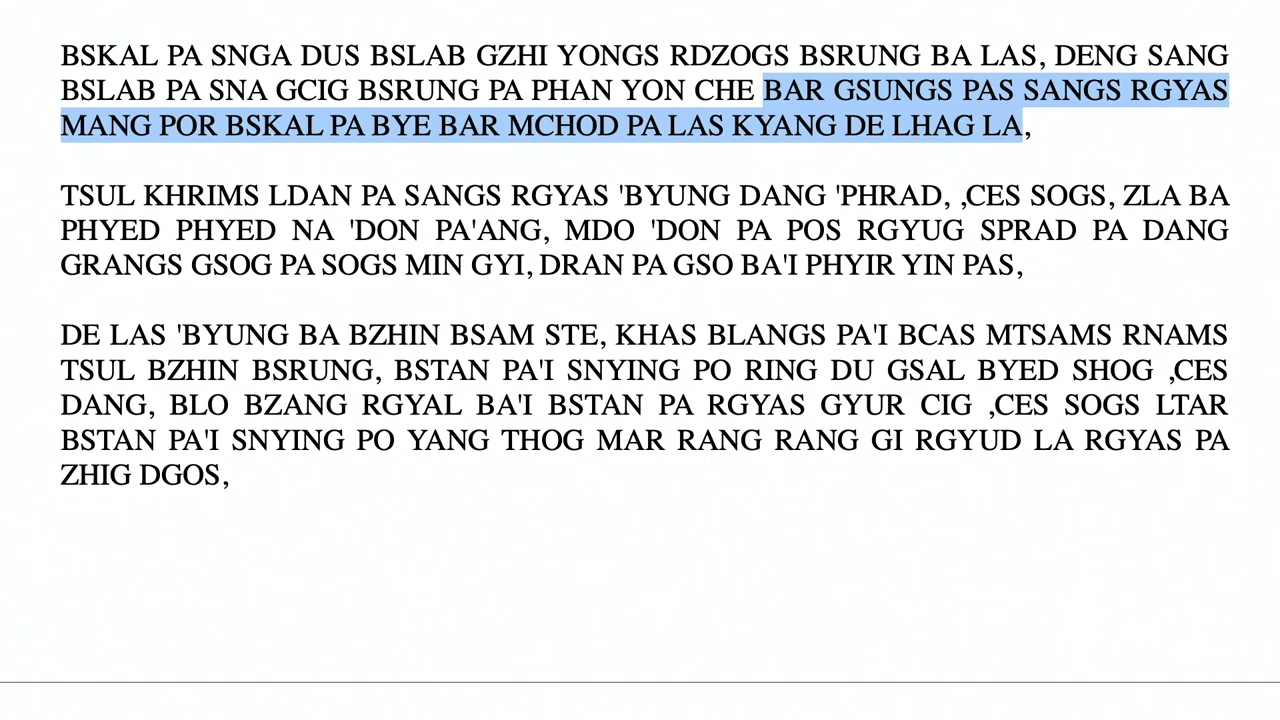 BSKAL PA SNGA DUS BSLAB GZHI YONGS RDZOGS BSRUNG BA LAS, DENG SANG
BSLAB PA SNA GCIG BSRUNG PA PHAN YON CHE BAR GSUNGS PAS SANGS RGYAS
MANG POR BSKAL PA BYE BAR MCHOD PA LAS KYANG DE LHAG LA,
TSUL KHRIMS LDAN PA SANGS RGYAS 'BYUNG DANG 'PHRAD, ,CES SOGS, ZLA BA
PHYED PHYED NA 'DON PA'ANG, MDO 'DON PA POS RGYUG SPRAD PA DANG
GRANGS GSOG PA SOGS MIN GYI, DRAN PA GSO BA'I PHYIR YIN PAS,
DE LAS 'BYUNG BA BZHIN BSAM STE, KHAS BLANGS PA'I BCAS MTSAMS RNAMS
TSUL BZHIN BSRUNG, BSTAN PA'I SNYING PO RING DU GSAL BYED SHOG ,CES
DANG, BLO BZANG RGYAL BA'I BSTAN PA RGYAS GYUR CIG ,CES SOGS LTAR
BSTAN PA'I SNYING PO YANG THOG MAR RANG RANG GI RGYUD LA RGYAS PA
ZHIG DGOS,